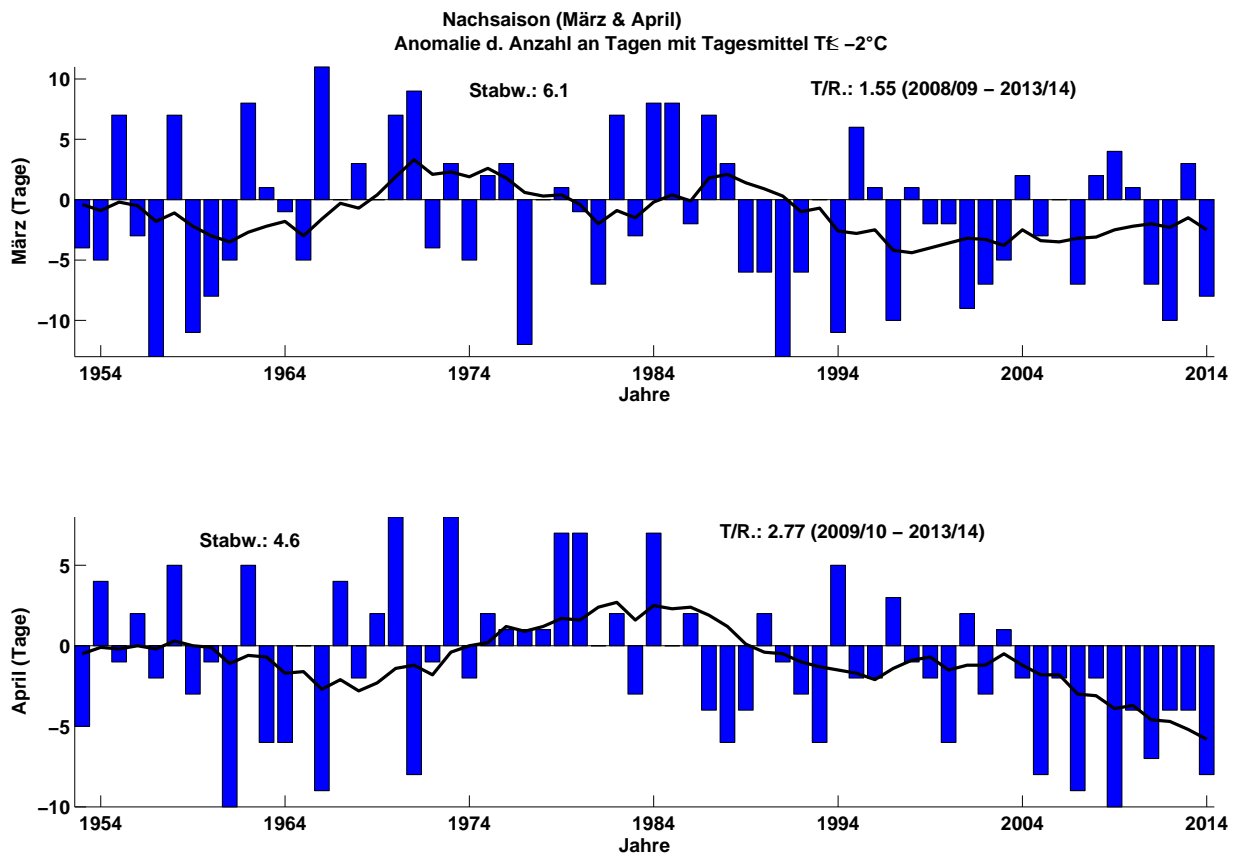 Nachsaison (März & April)
Anomalie d. Anzahl an Tagen mit Tagesmittel Tf≤ −2°C
Stabw.: 6.1
T/R.: 1.55 (2008/09 − 2013/14)
10
5
0
−5
−10
März (Tage)
1954 1964 1974 1984 1994 2004 2014
Jahre
Stabw.: 4.6
T/R.: 2.77 (2009/10 − 2013/14)
5
0
−5
−10
April (Tage)
1954 1964 1974 1984 1994 2004 2014
Jahre